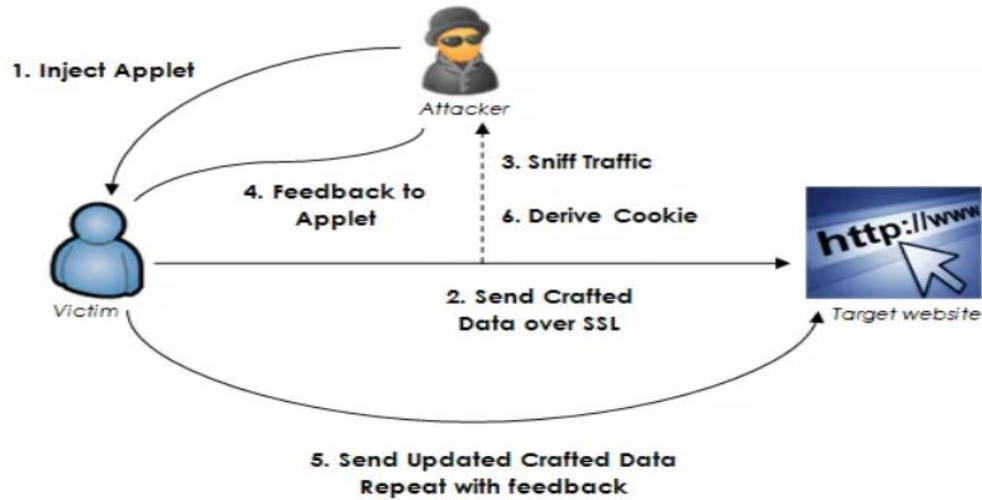 1. Inject Applet
Attacker
3. Sniff Traffic
4. Feedback to
Applet
6. Derive Cookie
http://www
Victim
2. Send Crafted
Data over SSL
Target website
5. Send Updated Crafted Data
Repeat with feedback